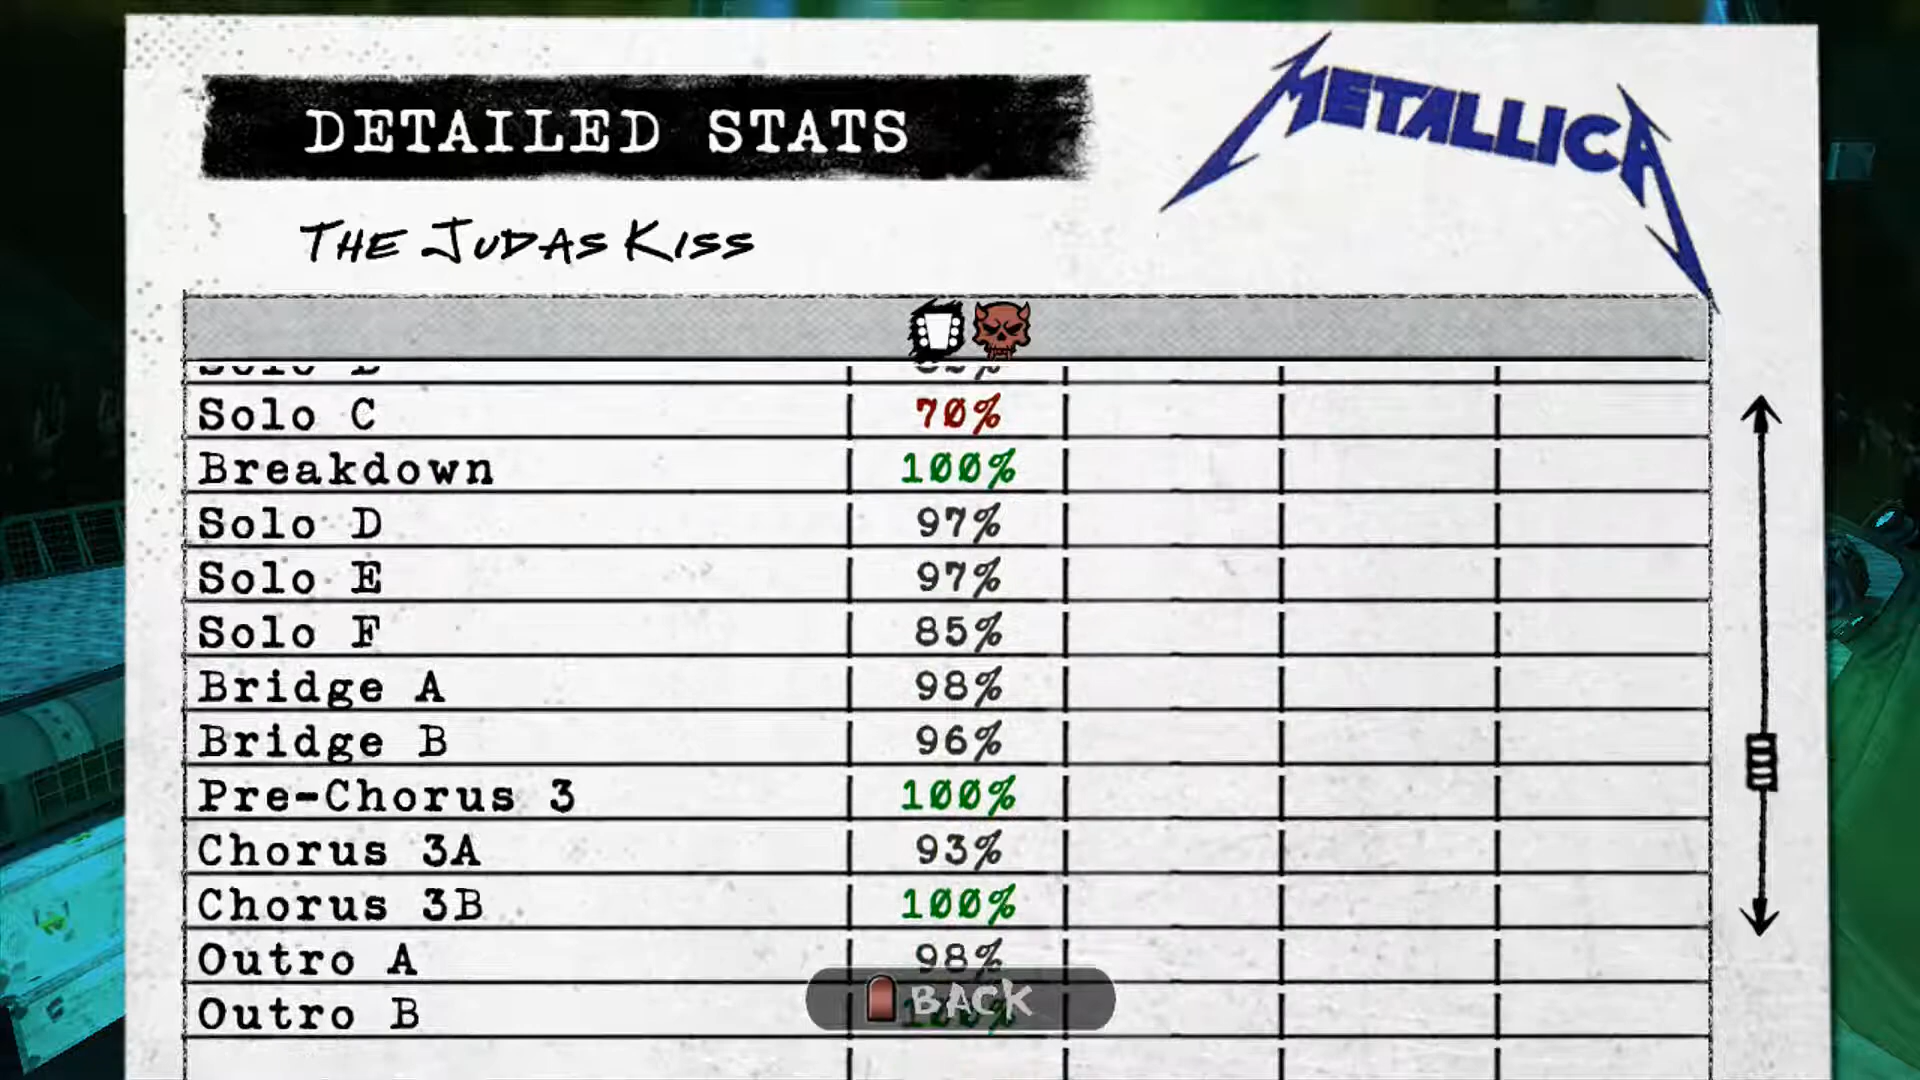 DETAILED STATS
METALLICA
The Judas Kiss
Solo C 70%
Breakdown 100%
Solo D 97%
Solo E 97%
Solo F 85%
Bridge A 98%
Bridge B 96%
Pre-Chorus 3 100%
Chorus 3A 93%
Chorus 3B 100%
Outro A 98%
Outro B 100%
BACK